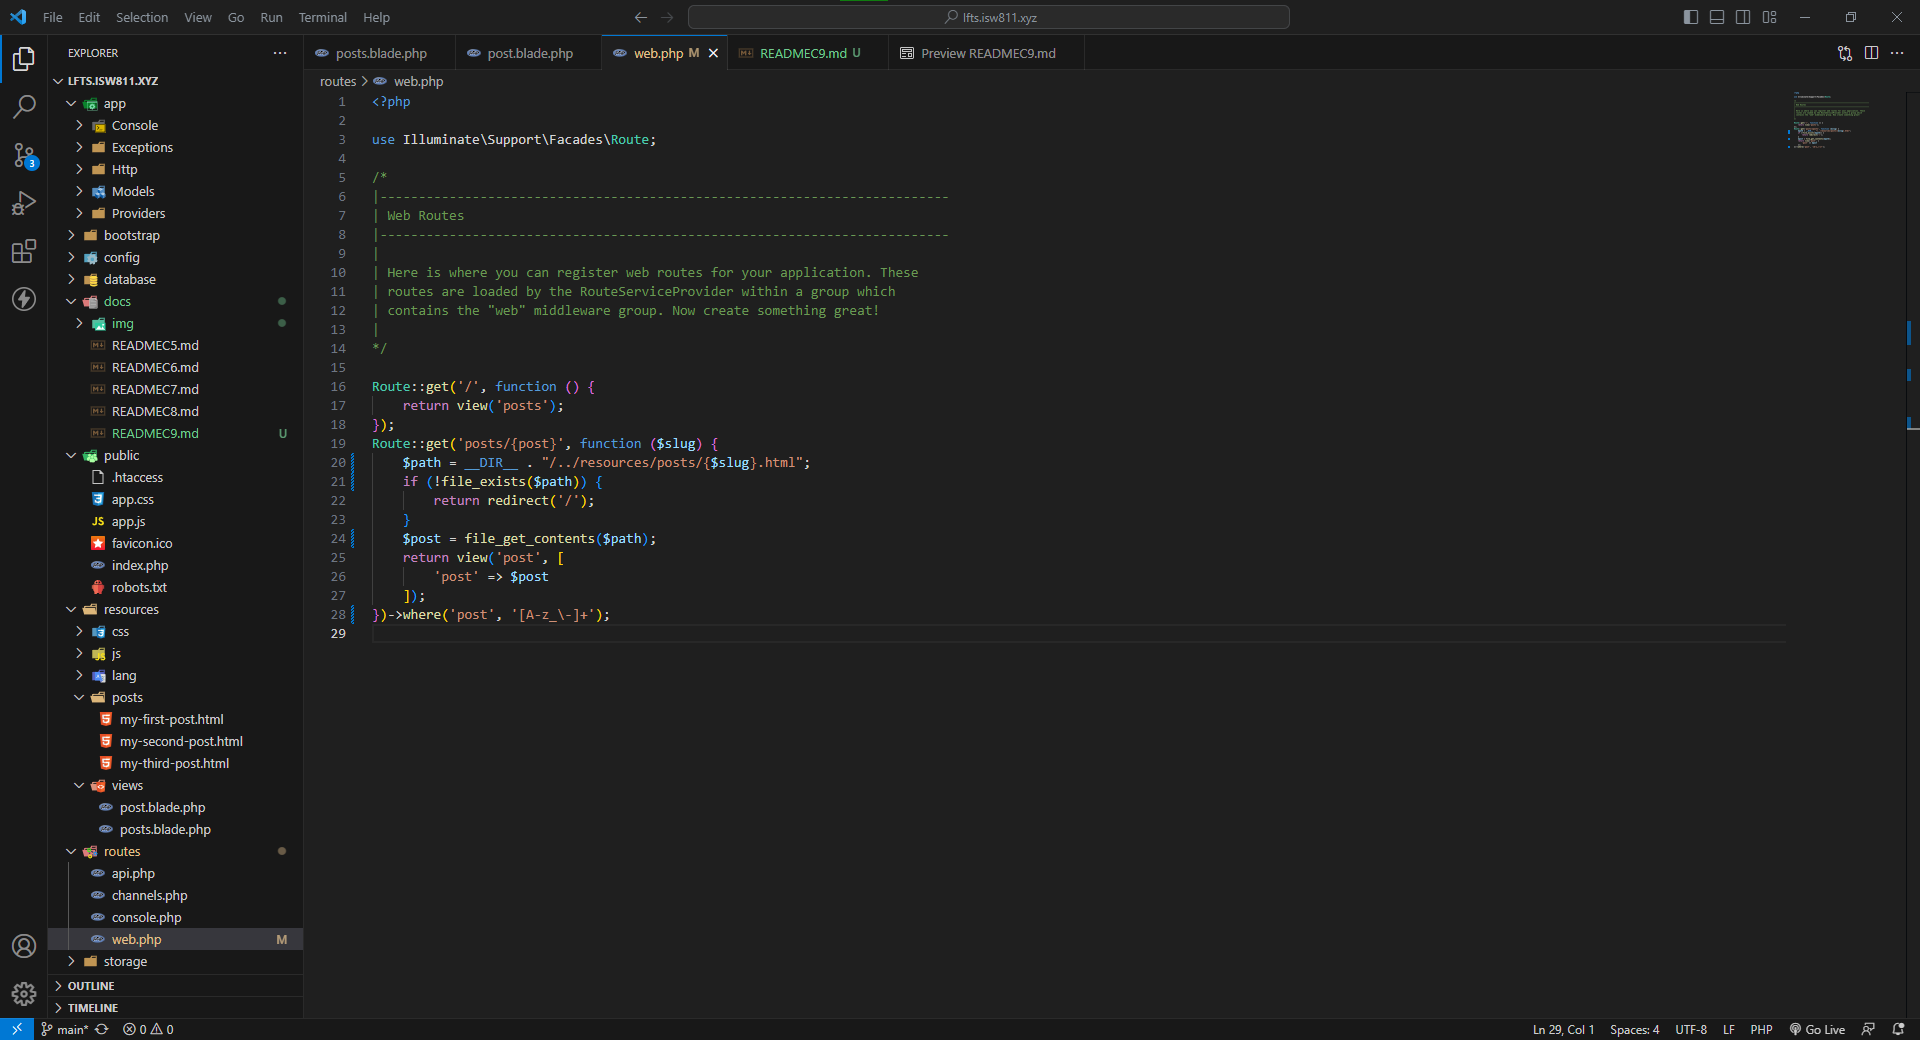 File Edit Selection View Go Run Terminal Help
lfts.isw811.xyz
EXPLORER
LFTS.ISW811.XYZ
app
Console
Exceptions
Http
Models
Providers
bootstrap
config
database
docs
img
READMEC5.md
READMEC6.md
READMEC7.md
READMEC8.md
READMEC9.md U
public
.htaccess
app.css
JS app.js
favicon.ico
index.php
robots.txt
resources
css
js
lang
posts
my-first-post.html
my-second-post.html
my-third-post.html
views
post.blade.php
posts.blade.php
routes
api.php
channels.php
console.php
web.php M
storage
OUTLINE
TIMELINE
3
posts.blade.php post.blade.php web.php M READMEC9.md U Preview READMEC9.md
routes > web.php
1 <?php
2
3 use Illuminate\Support\Facades\Route;
4
5 /*
6 |--------------------------------------------------------------------------
7 | Web Routes
8 |--------------------------------------------------------------------------
9 |
10 | Here is where you can register web routes for your application. These
11 | routes are loaded by the RouteServiceProvider within a group which
12 | contains the "web" middleware group. Now create something great!
13 |
14 */
15
16 Route::get('/', function () {
17 return view('posts');
18 });
19 Route::get('posts/{post}', function ($slug) {
20 $path = __DIR__ . "/../resources/posts/{$slug}.html";
21 if (!file_exists($path)) {
22 return redirect('/');
23 }
24 $post = file_get_contents($path);
25 return view('post', [
26 'post' => $post
27 ]);
28 })->where('post', '[A-z_\-]+');
29
main* 0 0
Ln 29, Col 1 Spaces: 4 UTF-8 LF PHP Go Live